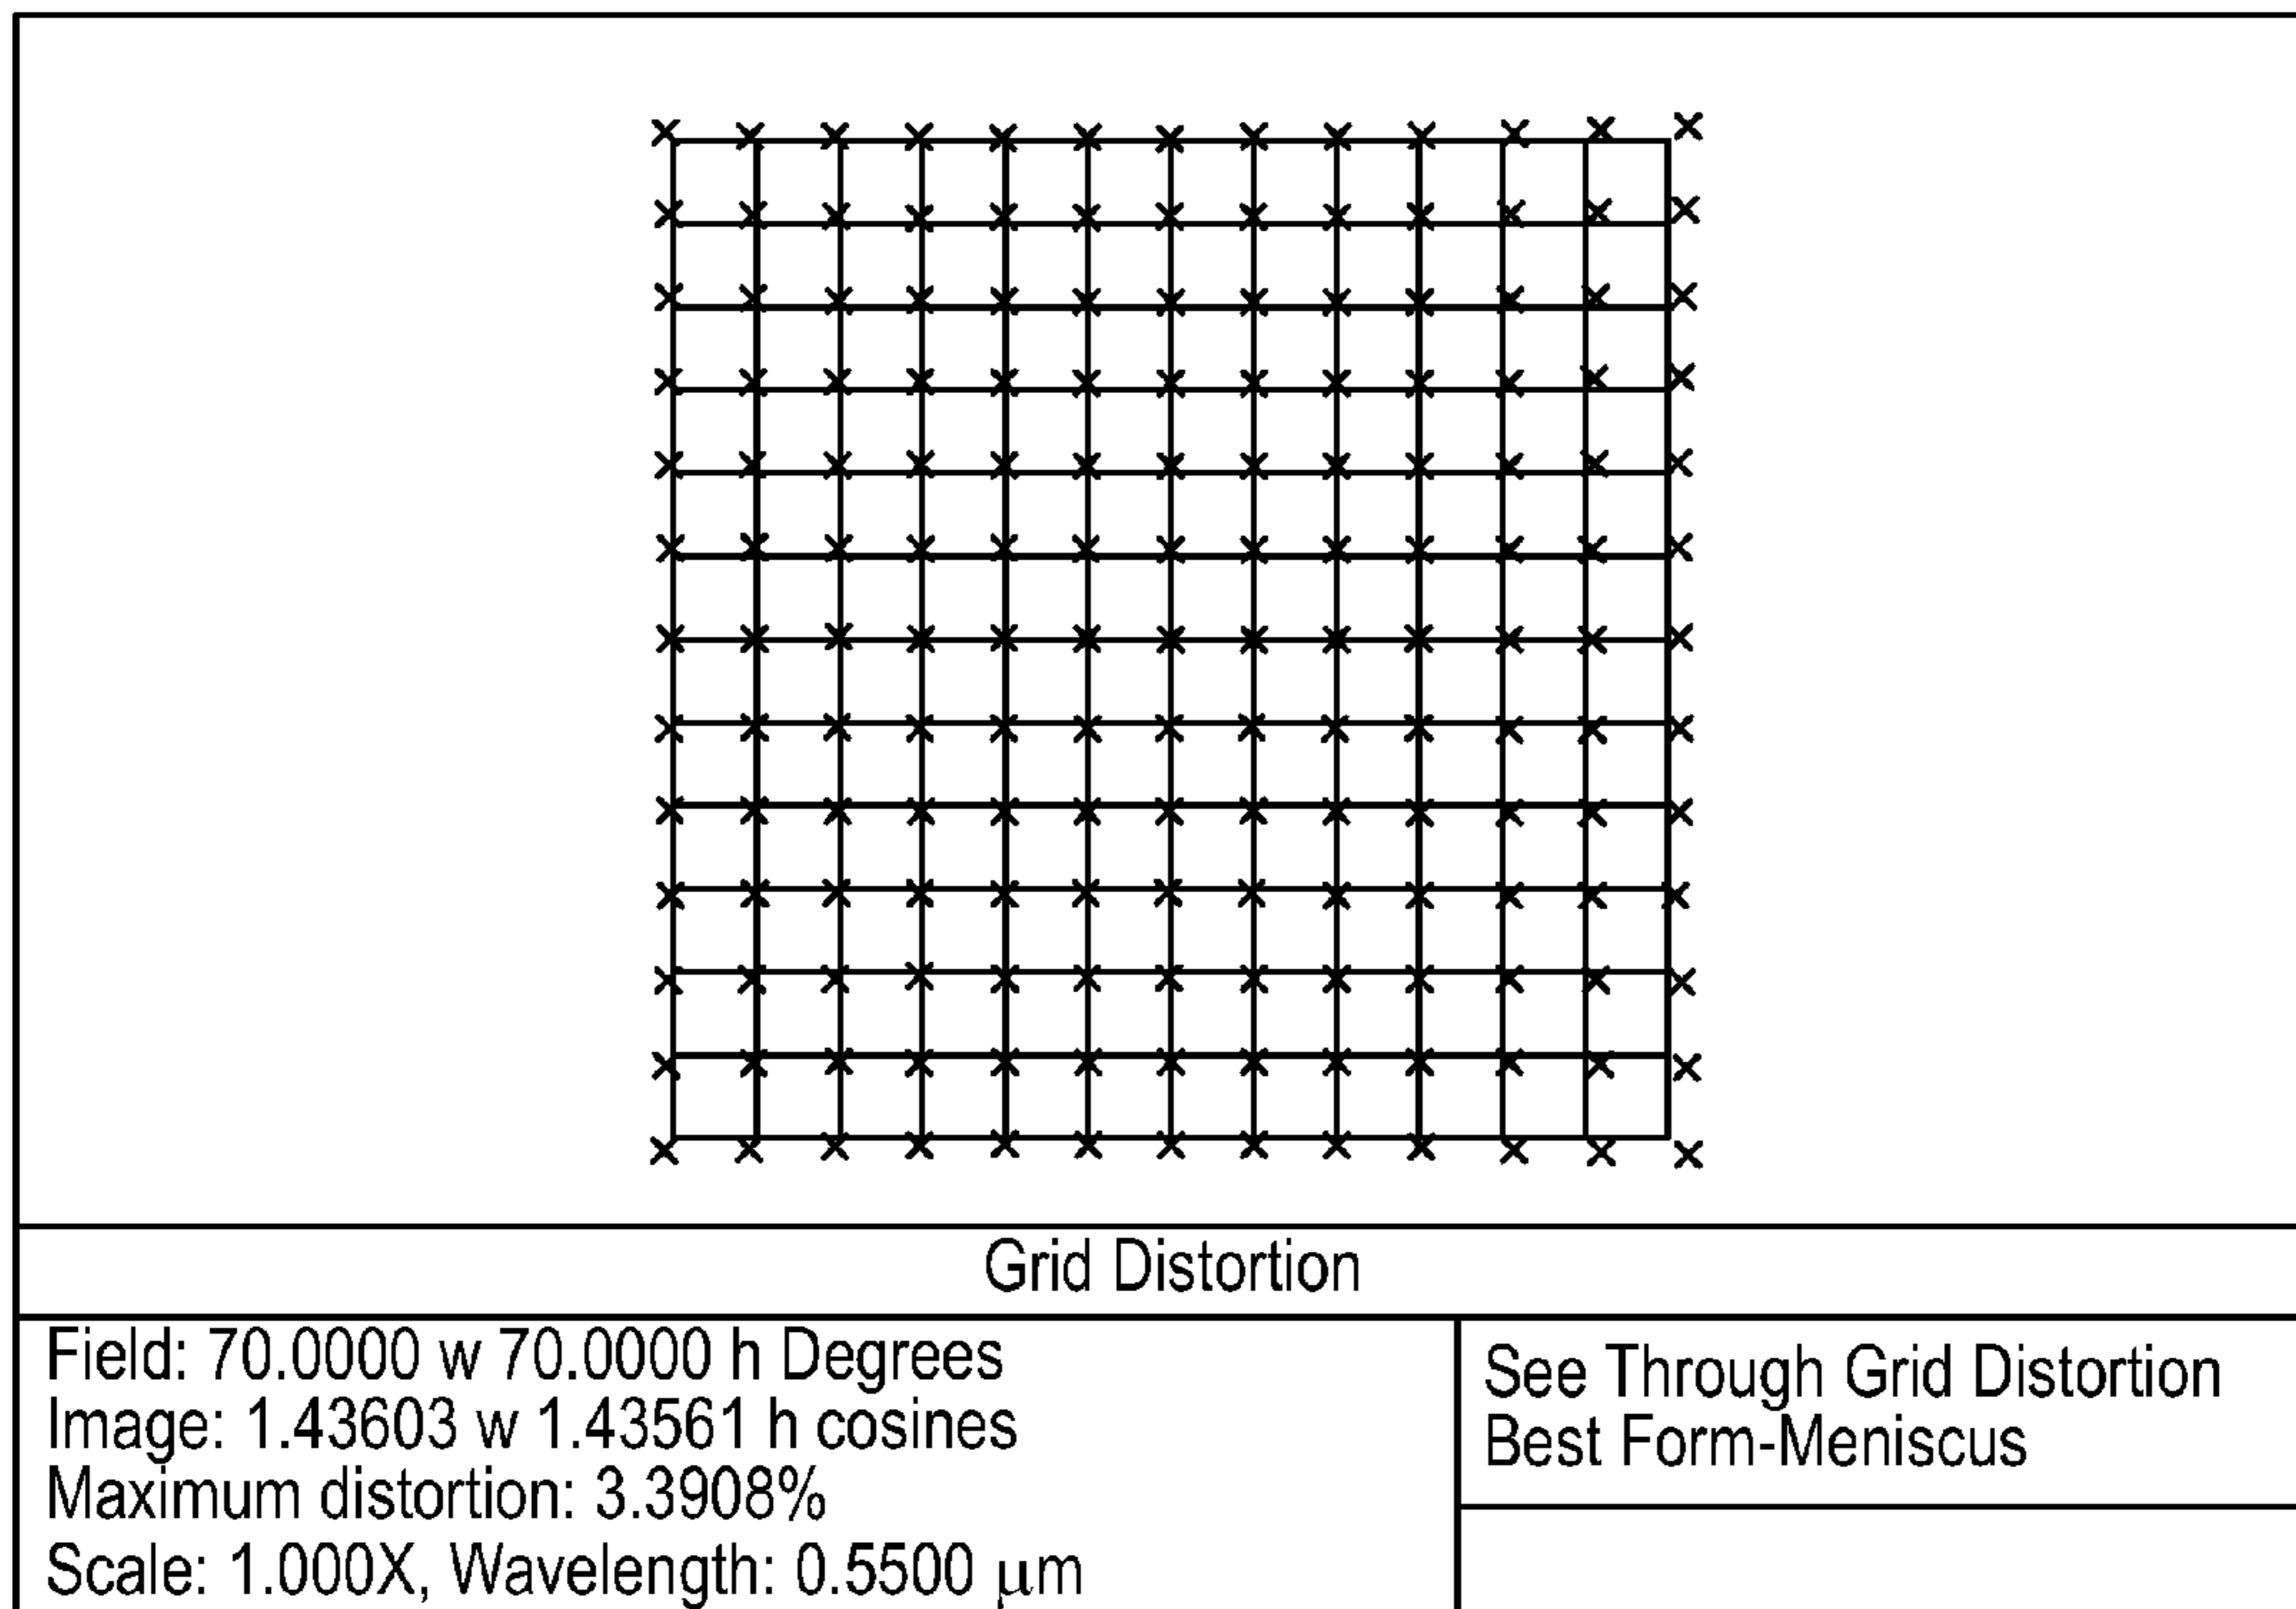 Grid Distortion
Field: 70.0000 w 70.0000 h Degrees
Image: 1.43603 w 1.43561 h cosines
Maximum distortion: 3.3908%
Scale: 1.000X, Wavelength: 0.5500 μm
See Through Grid Distortion
Best Form-Meniscus